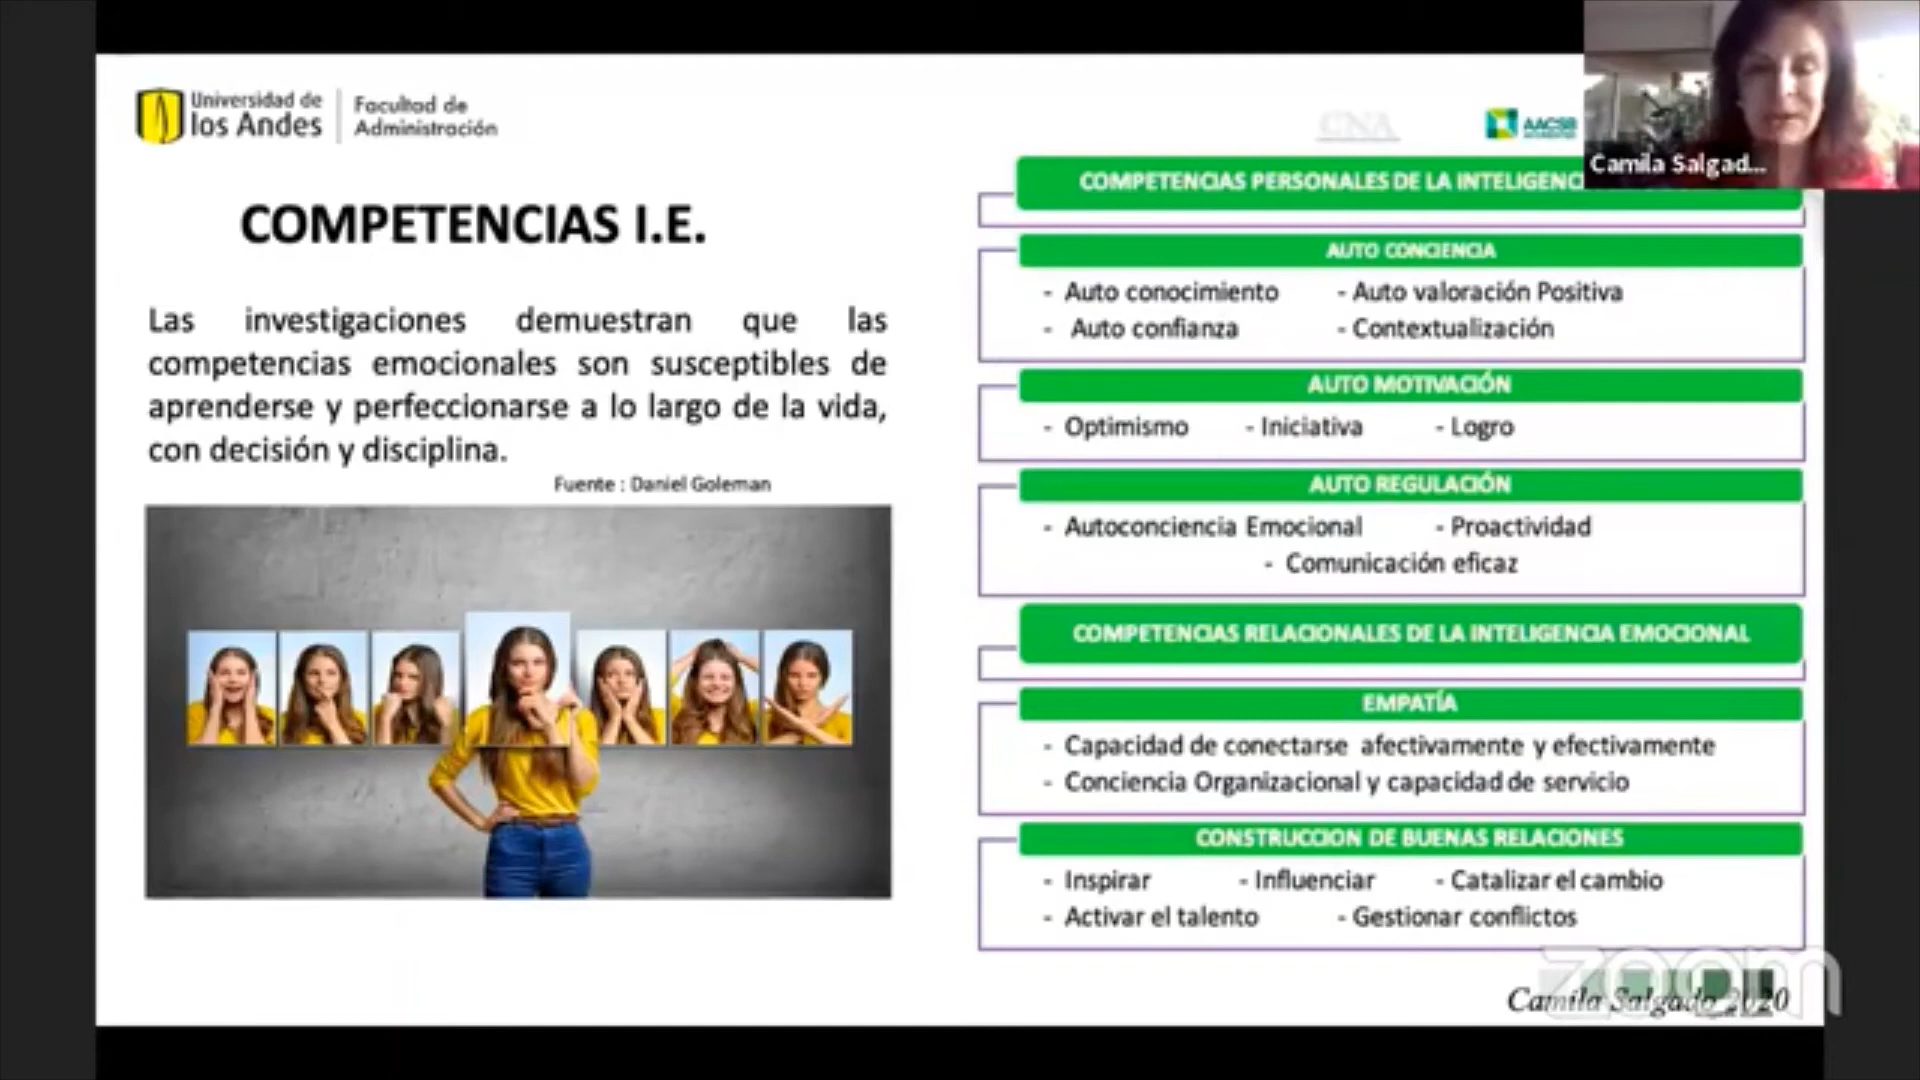 Universidad de
los Andes
Facultad de
Administración
CNA
AACSB
ACCREDITED
Camila Salgad...
COMPETENCIAS I.E.
Las investigaciones demuestran que las
competencias emocionales son susceptibles de
aprenderse y perfeccionarse a lo largo de la vida,
con decisión y disciplina.
Fuente : Daniel Goleman
COMPETENCIAS PERSONALES DE LA
AUTO CONCIENCIA
- Auto conocimiento - Auto valoración Positiva
- Auto confianza - Contextualización
AUTO MOTIVACIÓN
- Optimismo - Iniciativa - Logro
AUTO REGULACIÓN
- Autoconciencia Emocional - Proactividad
- Comunicación eficaz
COMPETENCIAS RELACIONALES DE LA INTELIGENCIA EMOCIONAL
EMPATÍA
- Capacidad de conectarse afectivamente y efectivamente
- Conciencia Organizacional y capacidad de servicio
CONSTRUCCION DE BUENAS RELACIONES
- Inspirar - Influenciar - Catalizar el cambio
- Activar el talento - Gestionar conflictos
zoom
Camila Salgado 2020